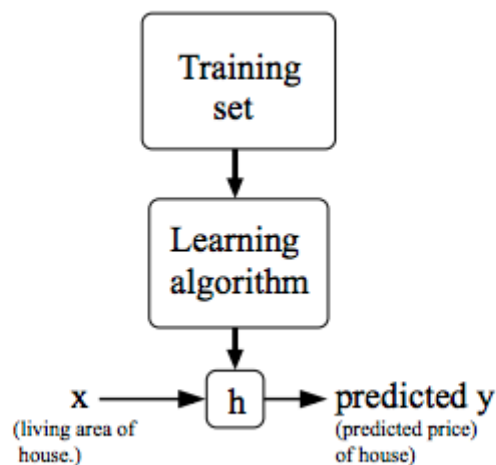 Training
set
Learning
algorithm
x
h
predicted y
(living area of
house.)
(predicted price)
of house)